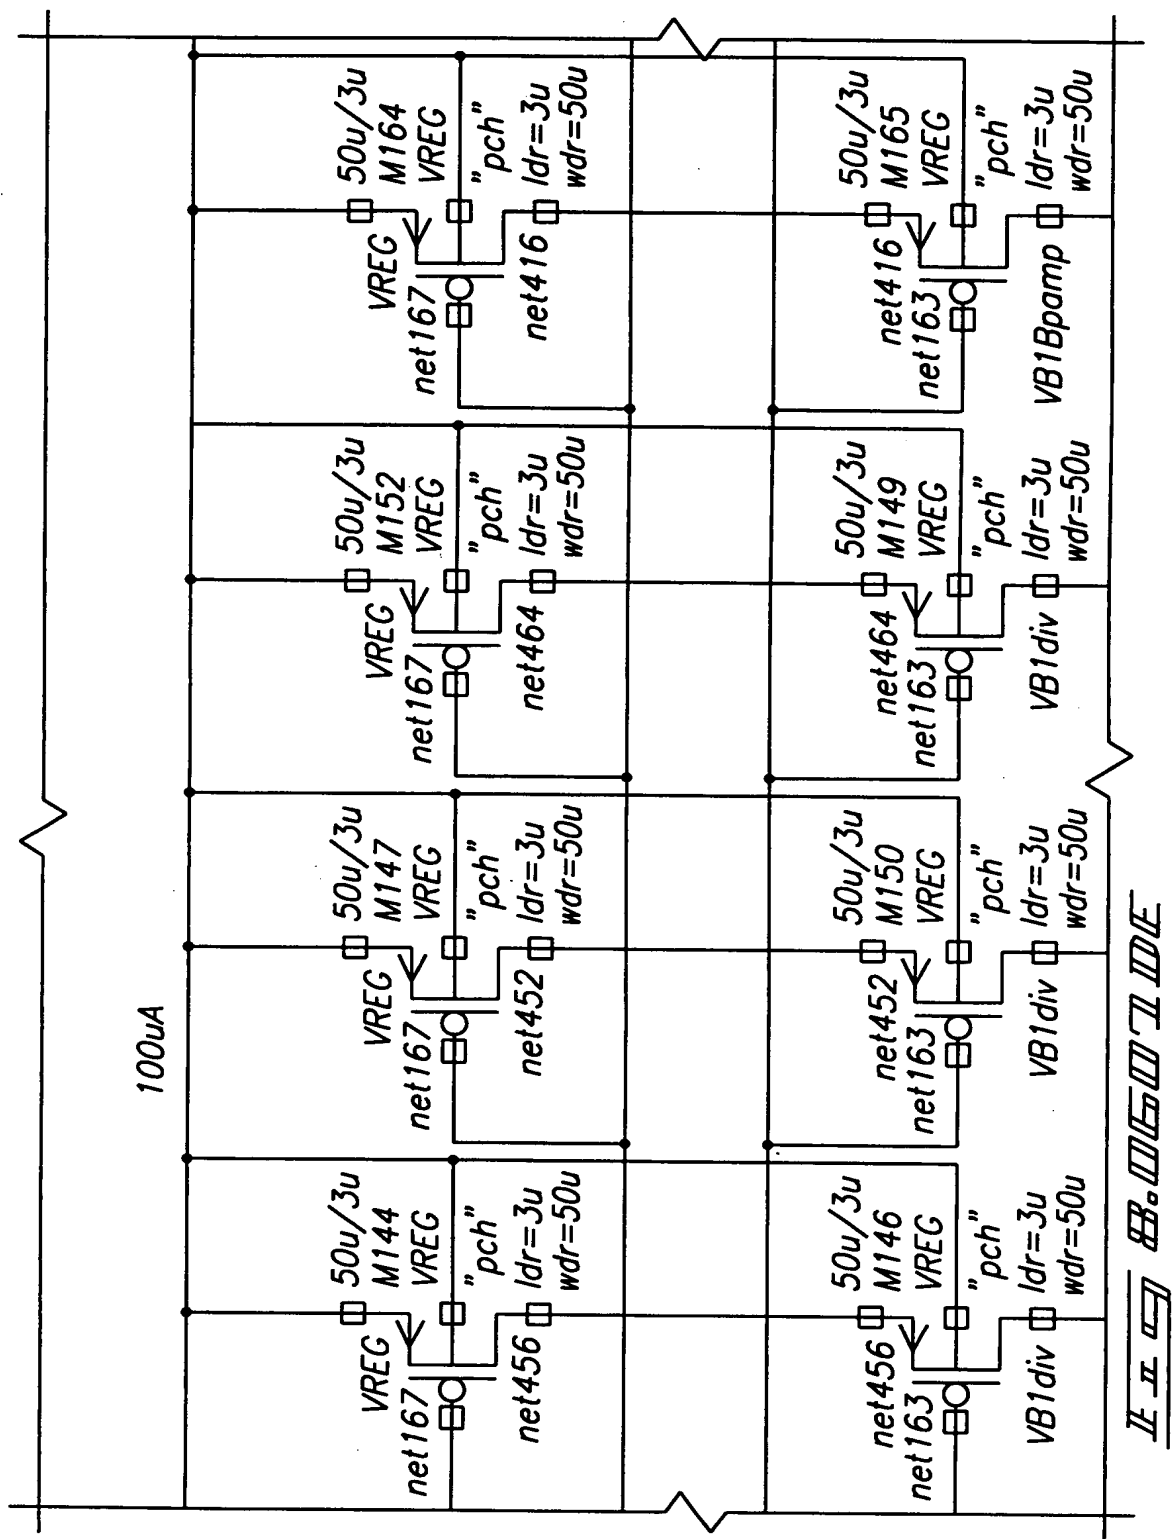 100uA
50u/3u
M144
VREG
VREG
"pch"
net167
ldr=3u
wdr=50u
net456
50u/3u
M147
VREG
VREG
"pch"
net167
ldr=3u
wdr=50u
net452
50u/3u
M152
VREG
VREG
"pch"
net167
ldr=3u
wdr=50u
net464
50u/3u
M164
VREG
VREG
"pch"
net167
ldr=3u
wdr=50u
net416
50u/3u
M146
net456
VREG
net163
"pch"
ldr=3u
wdr=50u
VB1div
50u/3u
M150
net452
VREG
net163
"pch"
ldr=3u
wdr=50u
VB1div
50u/3u
M149
net464
VREG
net163
"pch"
ldr=3u
wdr=50u
VB1div
50u/3u
M165
net416
VREG
net163
"pch"
ldr=3u
wdr=50u
VB1Bpamp
FIG 8.0607DE